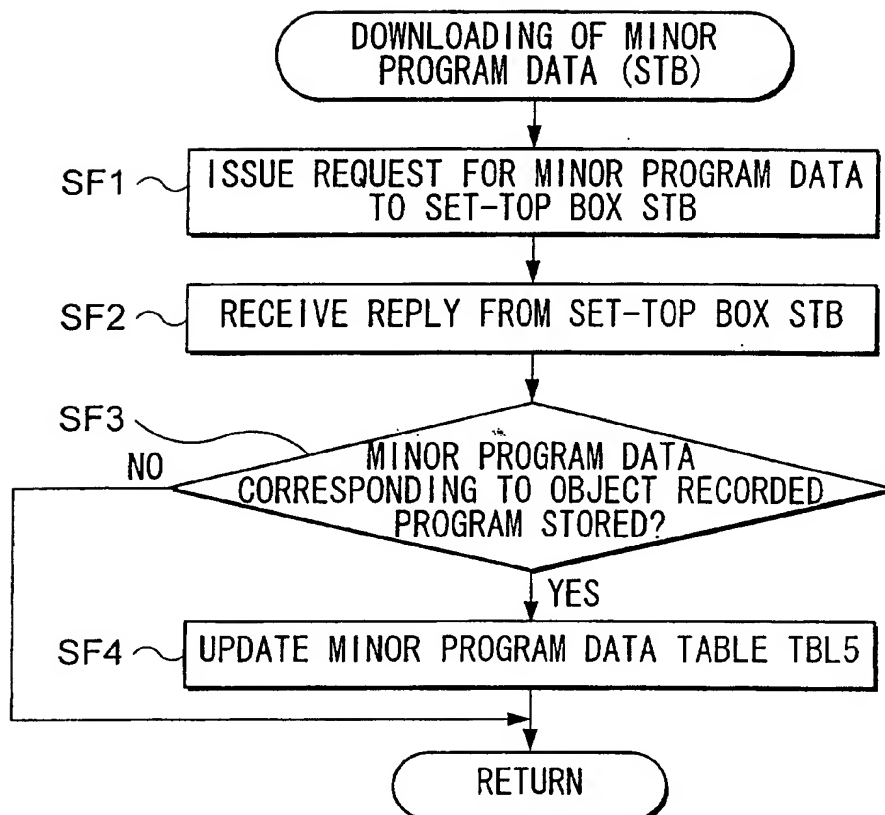 DOWNLOADING OF MINOR
PROGRAM DATA (STB)
SF1
ISSUE REQUEST FOR MINOR PROGRAM DATA
TO SET-TOP BOX STB
SF2
RECEIVE REPLY FROM SET-TOP BOX STB
SF3
NO
MINOR PROGRAM DATA
CORRESPONDING TO OBJECT RECORDED
PROGRAM STORED?
YES
SF4
UPDATE MINOR PROGRAM DATA TABLE TBL5
RETURN